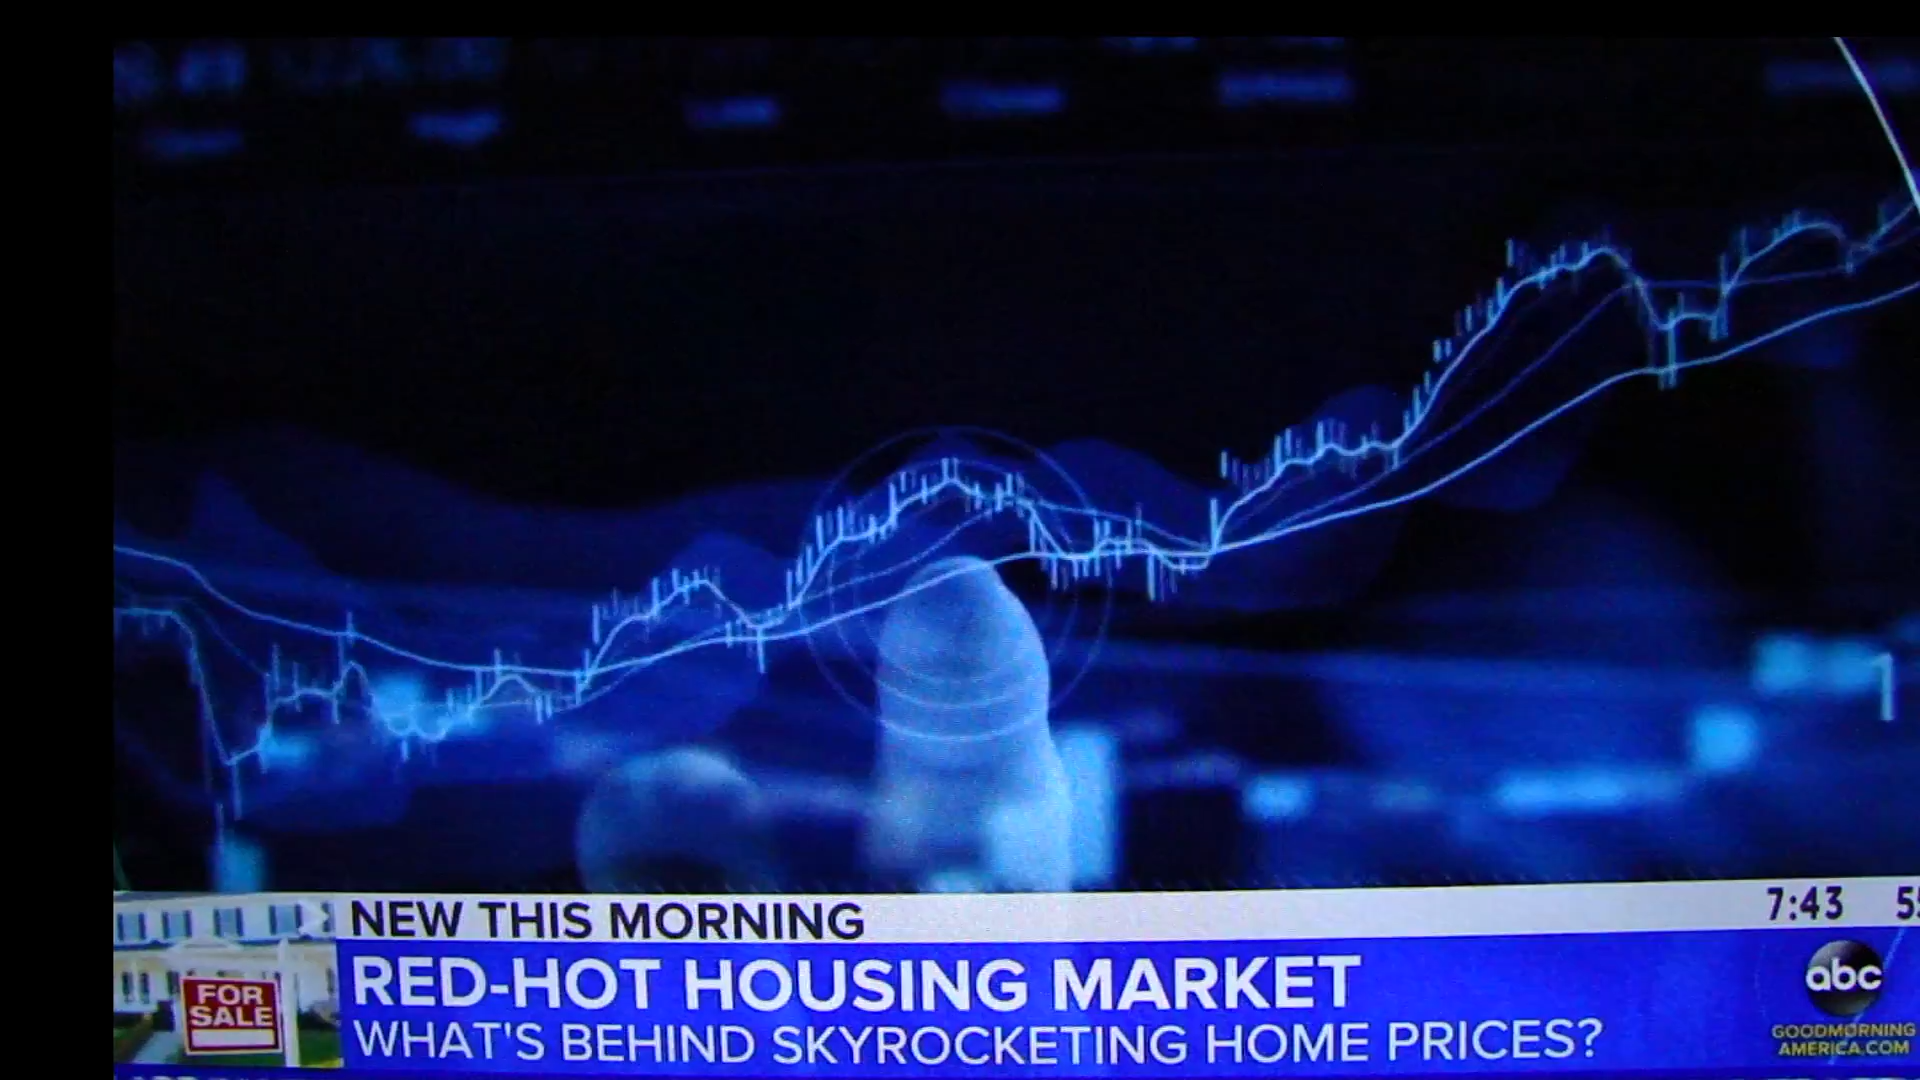 NEW THIS MORNING
7:43
RED-HOT HOUSING MARKET
WHAT'S BEHIND SKYROCKETING HOME PRICES?
FOR
SALE
abc
GOODMORNING
AMERICA.COM
1